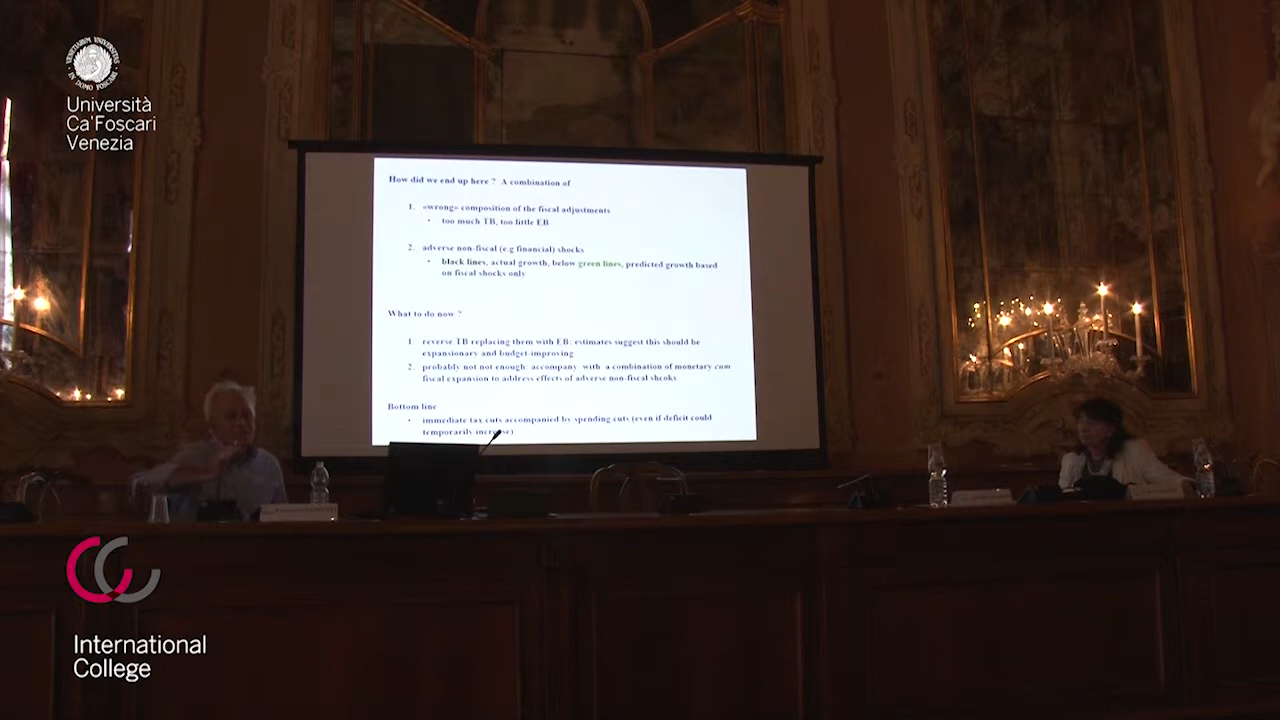 Università
Ca'Foscari
Venezia
How did we end up here ? A combination of
1. «wrong» composition of the fiscal adjustments
• too much TB, too little EB
2. adverse non-fiscal (e.g financial) shocks
• black lines, actual growth, below green lines, predicted growth based
on fiscal shocks only
What to do now ?
1. reverse TB replacing them with EB: estimates suggest this should be
expansionary and budget-improving
2. probably not not enough: accompany with a combination of monetary cum
fiscal expansion to address effects of adverse non-fiscal shcoks
Bottom line
• immediate tax cuts accompanied by spending cuts (even if deficit could
temporarily increase)
International
College